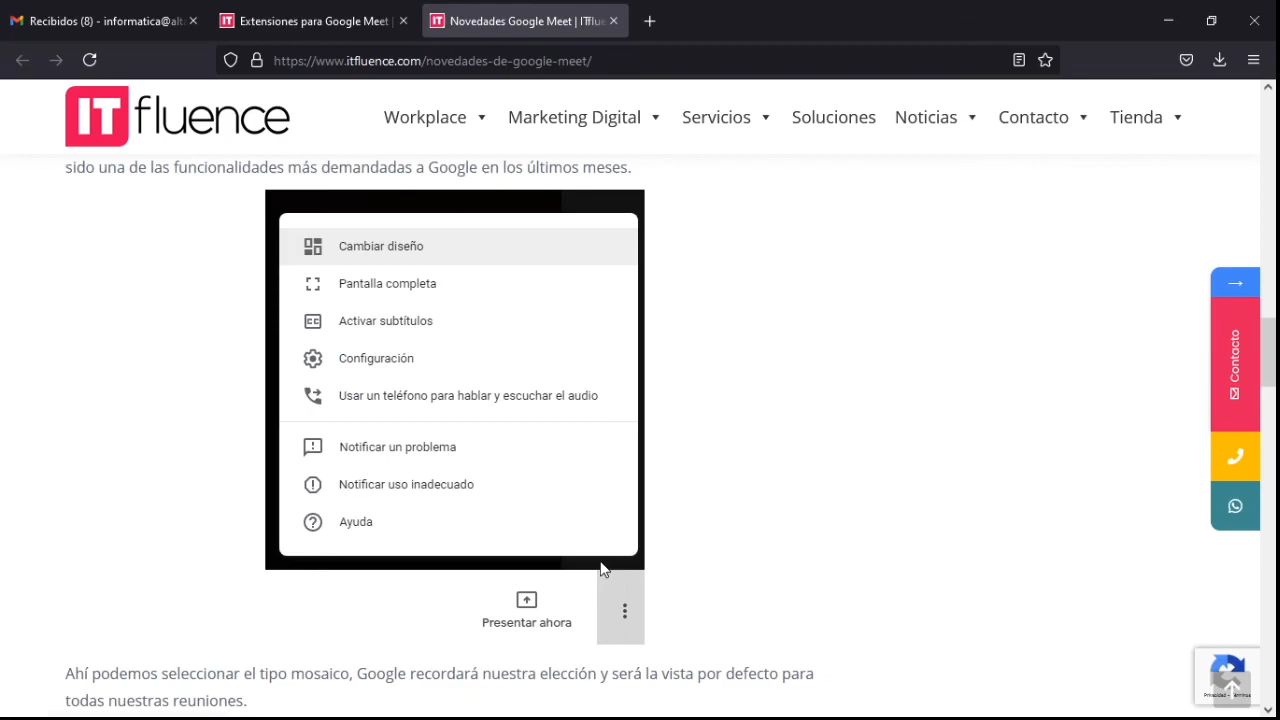 Recibidos (8) - informatica@alta
Extensiones para Google Meet |
Novedades Google Meet | ITflue
https://www.itfluence.com/novedades-de-google-meet/
ITfluence
Workplace
Marketing Digital
Servicios
Soluciones
Noticias
Contacto
Tienda
sido una de las funcionalidades más demandadas a Google en los últimos meses.
Cambiar diseño
Pantalla completa
Activar subtítulos
Configuración
Usar un teléfono para hablar y escuchar el audio
Notificar un problema
Notificar uso inadecuado
Ayuda
Presentar ahora
Contacto
Ahí podemos seleccionar el tipo mosaico, Google recordará nuestra elección y será la vista por defecto para
todas nuestras reuniones.
Privacidad - Términos